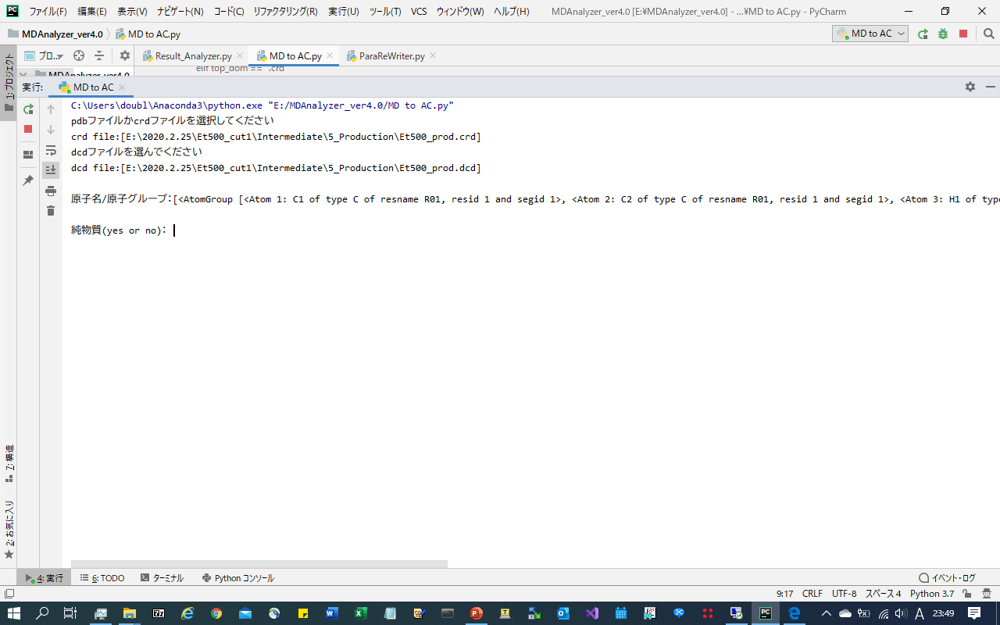 PC ファイル(F) 編集(E) 表示(V) ナビゲート(N) コード(C) リファクタリング(R) 実行(U) ツール(T) VCS ウィンドウ(W) ヘルプ(H) MDAnalyzer_ver4.0 [E:¥MDAnalyzer_ver4.0] - ...¥MD to AC.py - PyCharm
MDAnalyzer_ver4.0 MD to AC.py MD to AC
プロ... Result_Analyzer.py MD to AC.py ParaReWriter.py
MDAnalyzer_ver4.0 elif top_dom == ".crd
実行: MD to AC
1: プロジェクト
C:\Users\doubl\Anaconda3\python.exe "E:/MDAnalyzer_ver4.0/MD to AC.py"
pdbファイルかcrdファイルを選択してください
crd file:[E:\2020.2.25\Et500_cut1\Intermediate\5_Production\Et500_prod.crd]
dcdファイルを選んでください
dcd file:[E:\2020.2.25\Et500_cut1\Intermediate\5_Production\Et500_prod.dcd]
原子名/原子グループ:[<AtomGroup [<Atom 1: C1 of type C of resname R01, resid 1 and segid 1>, <Atom 2: C2 of type C of resname R01, resid 1 and segid 1>, <Atom 3: H1 of type
純物質(yes or no):
7: 構造
2: お気に入り
4: 実行 6: TODO ターミナル Python コンソール イベント・ログ
9:17 CRLF UTF-8 スペース 4 Python 3.7
A 23:49